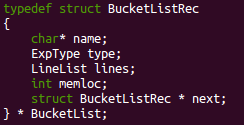 typedef struct BucketListRec
{
    char* name;
    ExpType type;
    LineList lines;
    int memloc;
    struct BucketListRec * next;
} * BucketList;